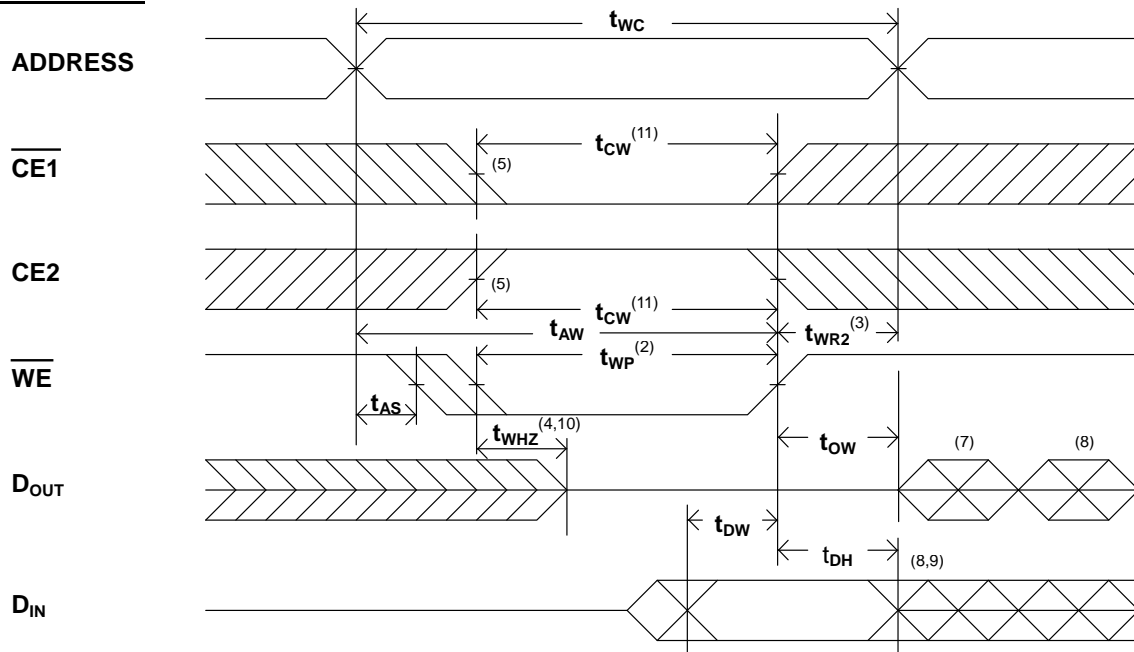 tWC
ADDRESS
CE1
tCW(11)
(5)
CE2
(5)
tCW(11)
tAW
tWR2(3)
WE
tWP(2)
tAS
tWHZ(4,10)
tOW
(7)
(8)
DOUT
tDW
tDH
(8,9)
DIN